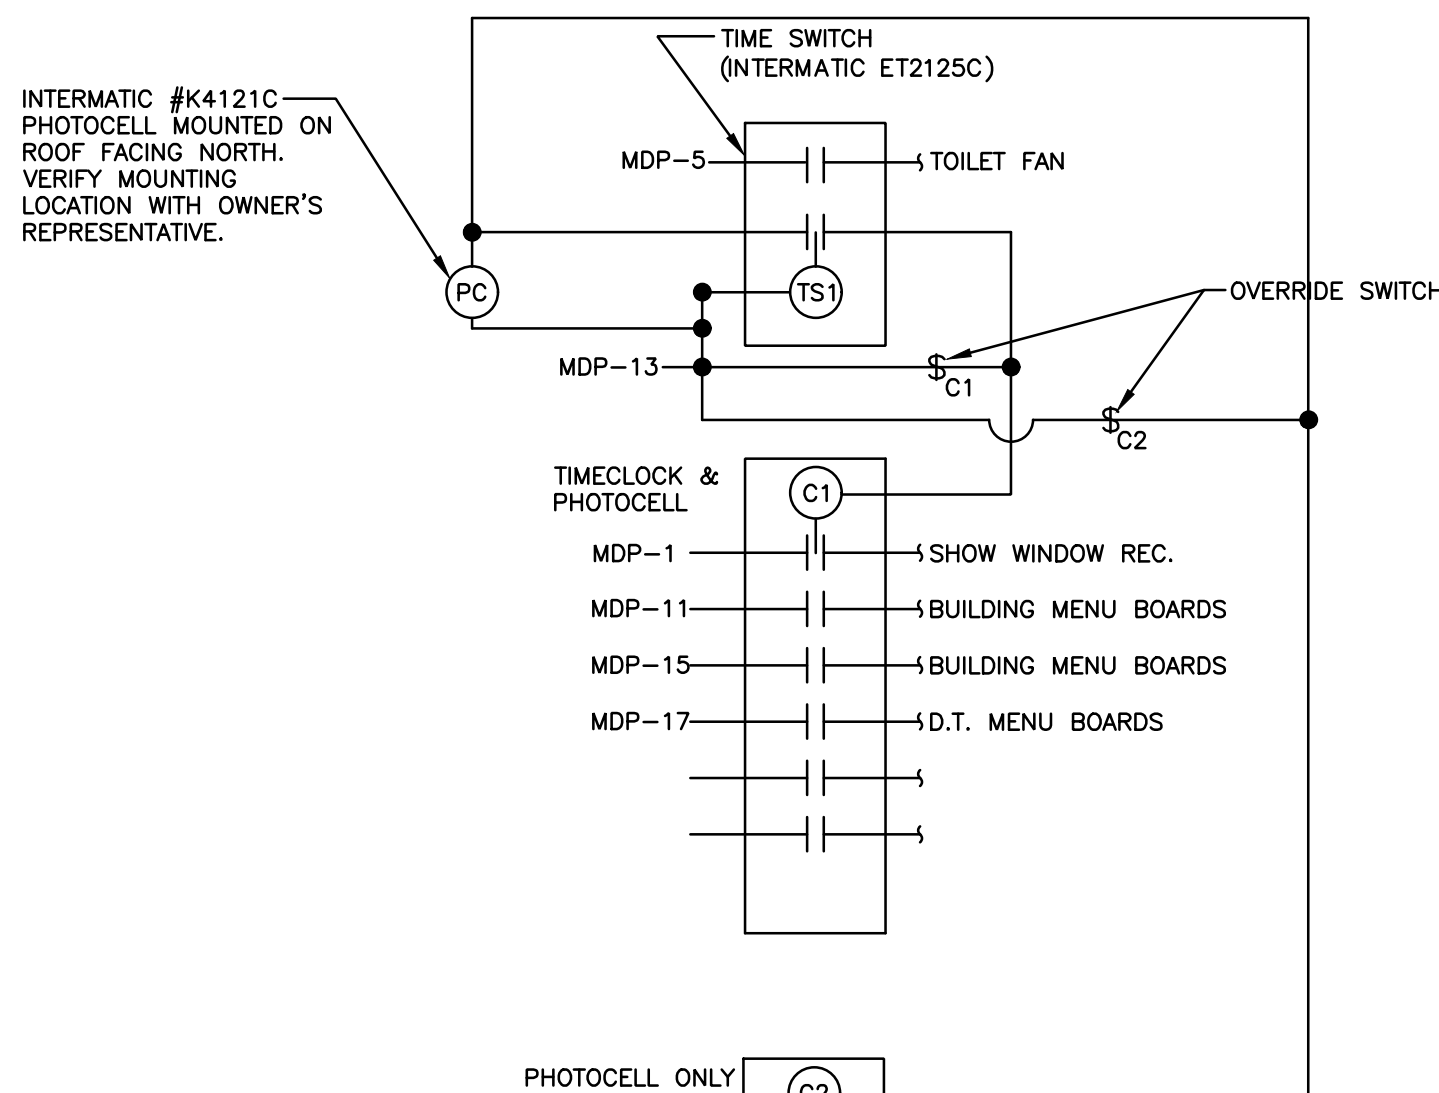 TIME SWITCH
(INTERMATIC ET2125C)
INTERMATIC #K4121C
PHOTOCELL MOUNTED ON
ROOF FACING NORTH.
VERIFY MOUNTING
LOCATION WITH OWNER'S
REPRESENTATIVE.
MDP-5
TOILET FAN
PC
TS1
OVERRIDE SWITCH
MDP-13
$
C1
$
C2
TIMECLOCK &
PHOTOCELL
C1
MDP-1
SHOW WINDOW REC.
MDP-11
BUILDING MENU BOARDS
MDP-15
BUILDING MENU BOARDS
MDP-17
D.T. MENU BOARDS
PHOTOCELL ONLY
C2